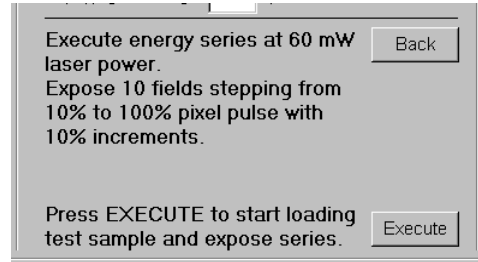 Execute energy series at 60 mW
laser power.
Expose 10 fields stepping from
10% to 100% pixel pulse with
10% increments.
Back
Press EXECUTE to start loading
test sample and expose series.
Execute